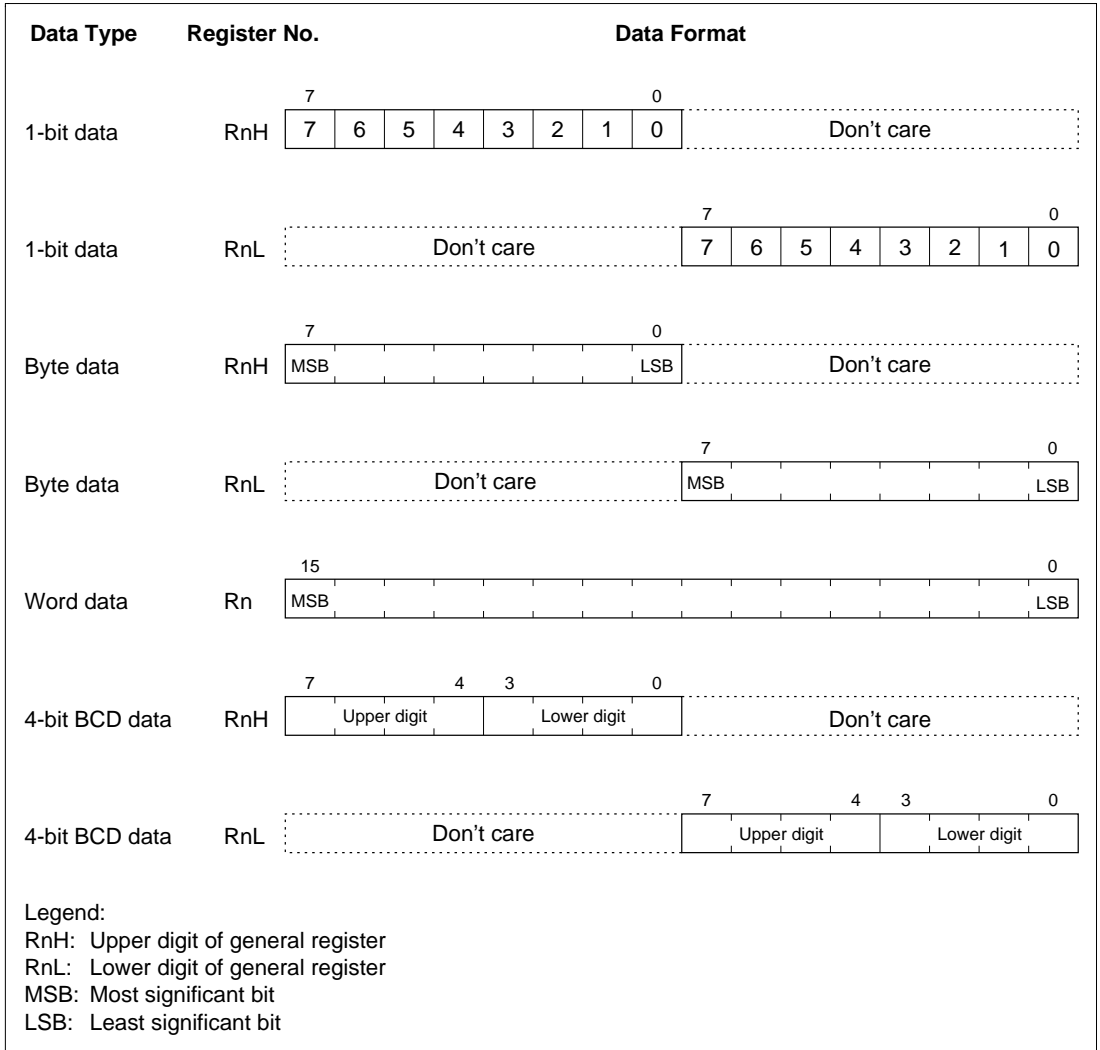 Data Type Register No. Data Format
7 0
1-bit data RnH 7 6 5 4 3 2 1 0 Don't care
7 0
1-bit data RnL Don't care 7 6 5 4 3 2 1 0
7 0
Byte data RnH MSB LSB Don't care
7 0
Byte data RnL Don't care MSB LSB
15 0
Word data Rn MSB LSB
7 4 3 0
4-bit BCD data RnH Upper digit Lower digit Don't care
7 4 3 0
4-bit BCD data RnL Don't care Upper digit Lower digit
Legend:
RnH: Upper digit of general register
RnL: Lower digit of general register
MSB: Most significant bit
LSB: Least significant bit